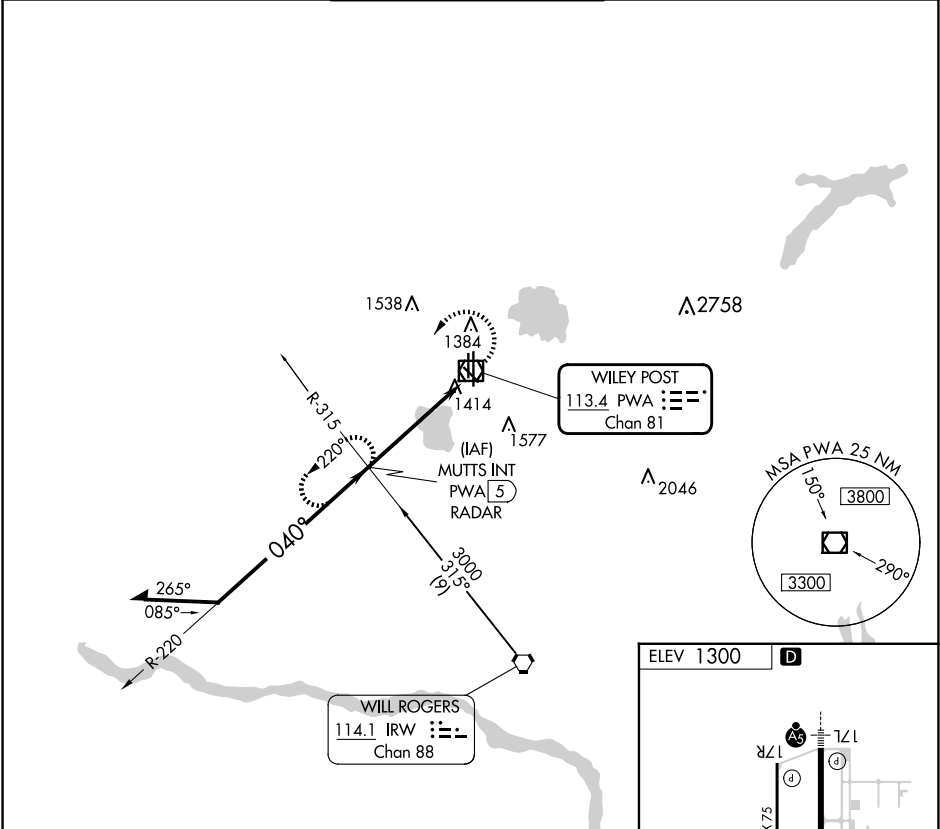 1538
2758
1384
WILEY POST
113.4 PWA
Chan 81
1414
R-315
1577
(IAF)
MUTTS INT
PWA 5
RADAR
220°
2046
MSA PWA 25 NM
150°
3800
290°
3300
040°
3000
315°
(9)
265°
085°
R-220
WILL ROGERS
114.1 IRW
Chan 88
ELEV 1300 D
A5
17R
17L
P
P
X75